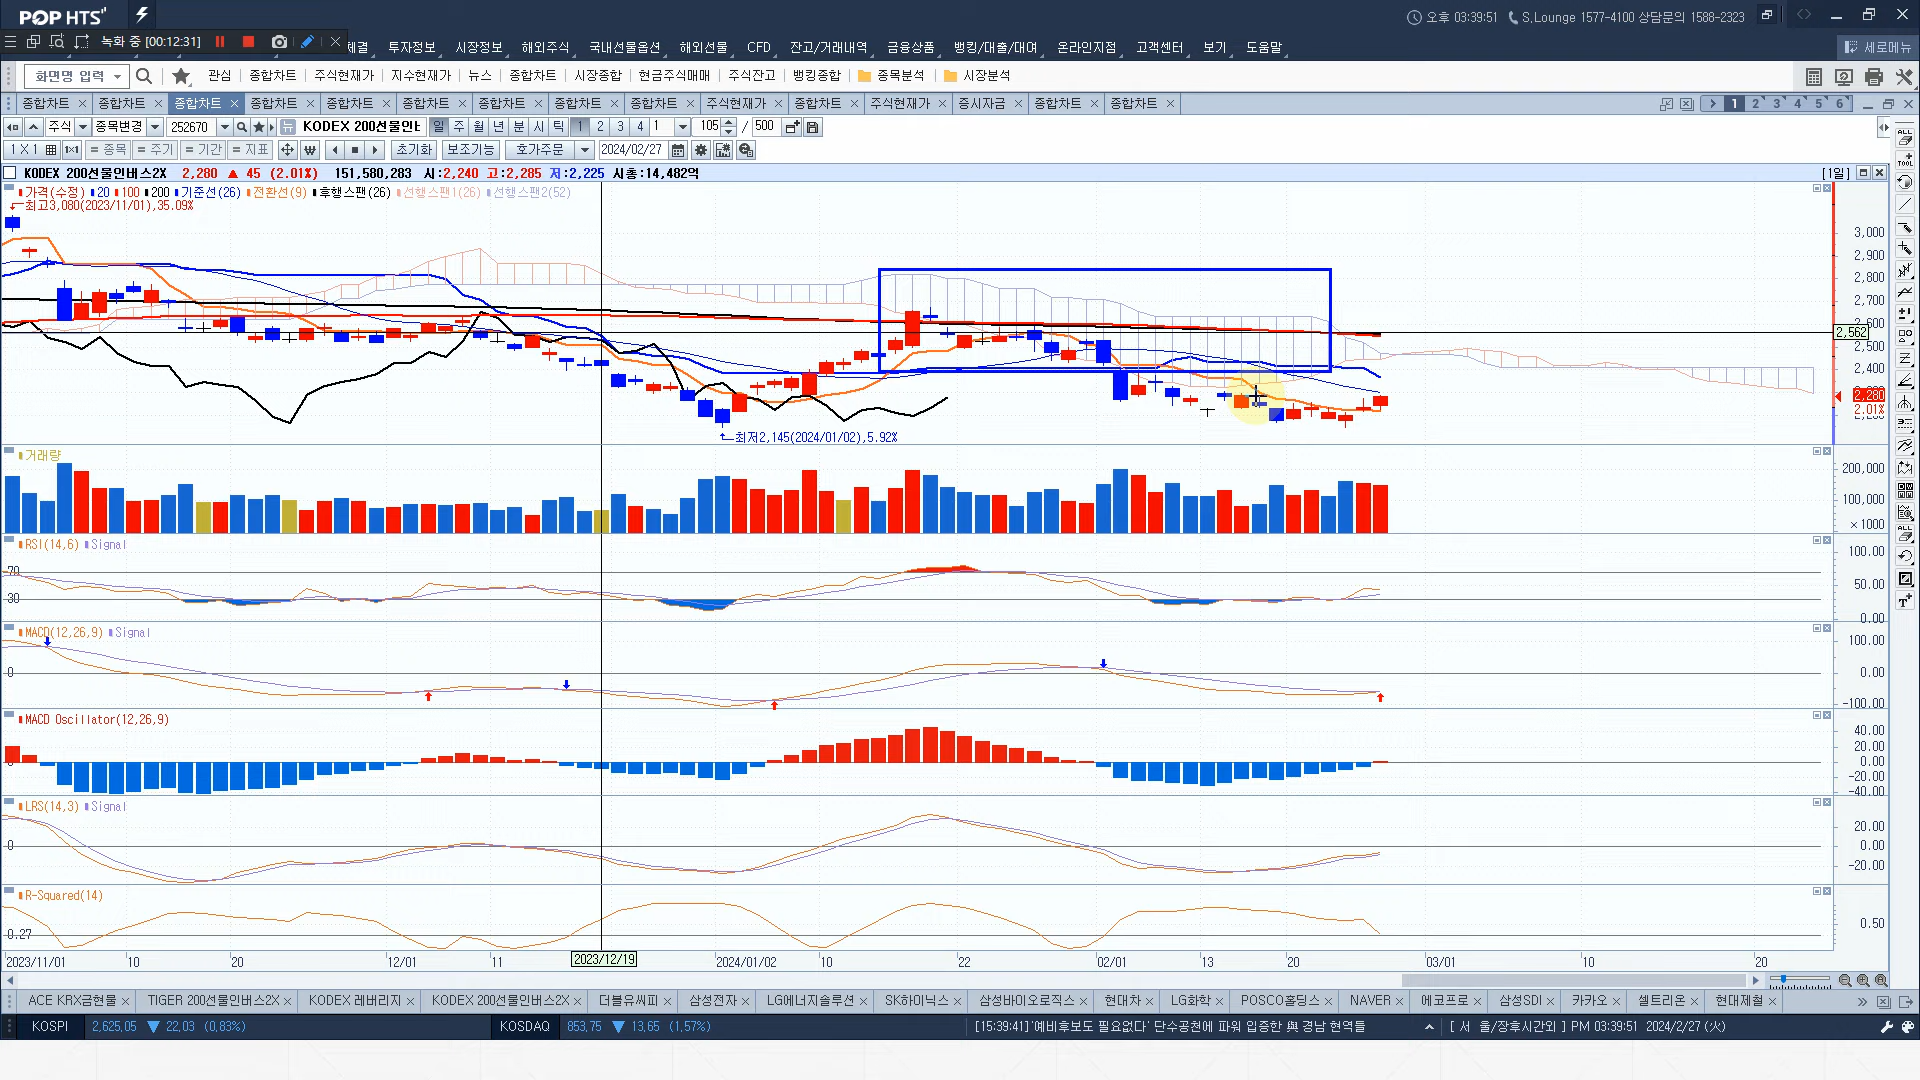 POP HTS
오후 03:39:51 S,Lounge 1577-4100 상담문의 1588-2323
녹화 중 [00:12:31] 체결 투자정보 시장정보 해외주식 국내선물옵션 해외선물 CFD 잔고/거래내역 금융상품 뱅킹/대출/대여 온라인지점 고객센터 보기 도움말 세로메뉴
화면명 입력 관심 종합차트 주식현재가 지수현재가 뉴스 종합차트 시장종합 현금주식매매 주식잔고 뱅킹종합 종목분석 시장분석
종합차트 종합차트 종합차트 종합차트 종합차트 종합차트 종합차트 종합차트 종합차트 주식현재가 종합차트 주식현재가 증시자금 종합차트 종합차트 1 2 3 4 5 6
주식 종목변경 252670 KODEX 200선물인버 일 주 월 년 분 시 틱 1 2 3 4 1 105 / 500
1 X 1 1×1 종목 주기 기간 지표 초기화 보조기능 호가주문 2024/02/27
KODEX 200선물인버스2X 2,280 ▲ 45 (2.01%) 151,580,283 시:2,240 고:2,285 저:2,225 시총:14,482억 [1일]
가격(수정) 20 100 200 기준선(26) 전환선(9) 후행스팬(26) 선행스팬1(26) 선행스팬2(52)
최고3,080(2023/11/01),35.09%
3,000
2,900
2,800
2,700
2,600
2,562
2,500
2,400
2,280
2.01%
최저2,145(2024/01/02),5.92%
거래량
200,000
100,000
×1000
RSI(14,6) Signal
100.00
70
50.00
30
0.00
MACD(12,26,9) Signal
100.00
0
0.00
-100.00
MACD Oscillator(12,26,9)
40.00
20.00
0
0.00
-20.00
-40.00
LRS(14,3) Signal
20.00
0
0.00
-20.00
R-Squared(14)
0.50
0.27
2023/11/01 10 20 12/01 11 2023/12/19 2024/01/02 10 22 02/01 13 20 03/01 10 20
ACE KRX금현물 TIGER 200선물인버스2X KODEX 레버리지 KODEX 200선물인버스2X 더블유씨피 삼성전자 LG에너지솔루션 SK하이닉스 삼성바이오로직스 현대차 LG화학 POSCO홀딩스 NAVER 에코프로 삼성SDI 카카오 셀트리온 현대제철
KOSPI 2,625,05 ▼ 22,03 (0,83%) KOSDAQ 853,75 ▼ 13,65 (1,57%) [15:39:41]'예비후보도 필요없다' 단수공천에 파워 입증한 與 경남 현역들 [ 서 울/장후시간외 ] PM 03:39:51 2024/2/27 (火)